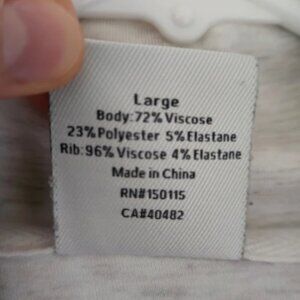 Large
Body:72% Viscose
23%Polyester 5% Elastane
Rib:96% Viscose 4% Elastane
Made in China
RN#150115
CA#40482